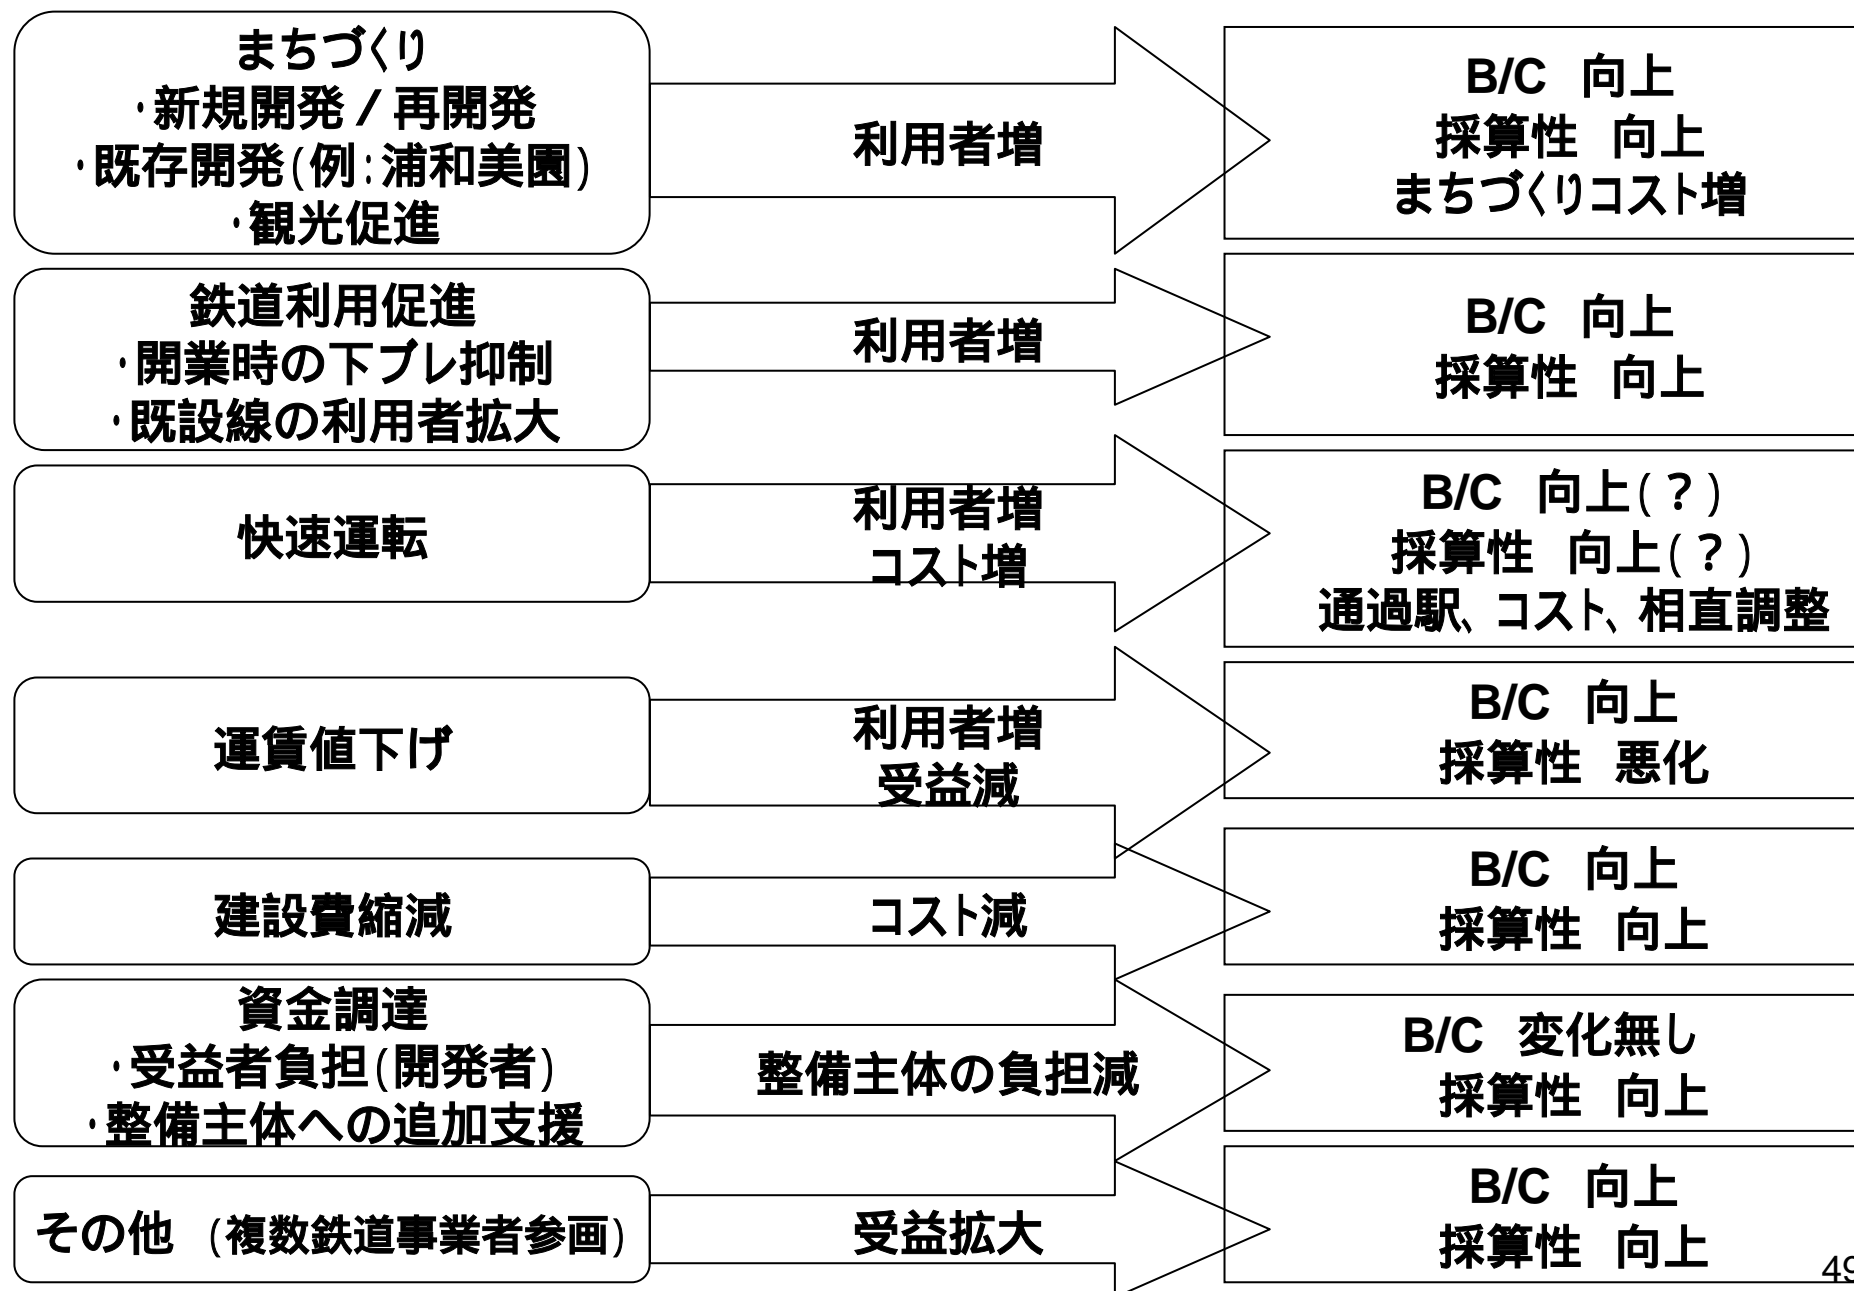 まちづくり
・新規開発／再開発
・既存開発(例:浦和美園)
・観光促進
利用者増
B/C 向上
採算性 向上
まちづくりコスト増
鉄道利用促進
・開業時の下ブレ抑制
・既設線の利用者拡大
利用者増
B/C 向上
採算性 向上
快速運転
利用者増
コスト増
B/C 向上(？)
採算性 向上(？)
通過駅、コスト、相直調整
運賃値下げ
利用者増
受益減
B/C 向上
採算性 悪化
建設費縮減
コスト減
B/C 向上
採算性 向上
資金調達
・受益者負担(開発者)
・整備主体への追加支援
整備主体の負担減
B/C 変化無し
採算性 向上
その他 (複数鉄道事業者参画)
受益拡大
B/C 向上
採算性 向上
49